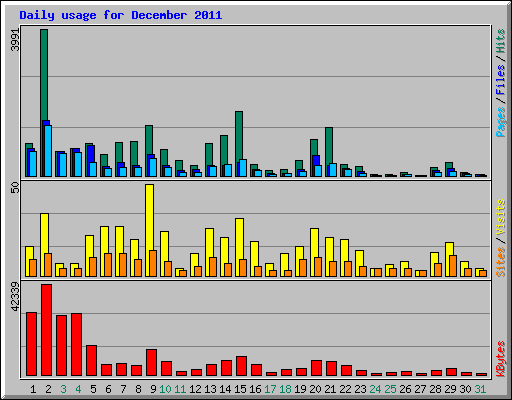 Daily usage for December 2011
3991
Pages / Files / Hits
50
Sites / Visits
42339
KBytes
1 2 3 4 5 6 7 8 9 10 11 12 13 14 15 16 17 18 19 20 21 22 23 24 25 26 27 28 29 30 31